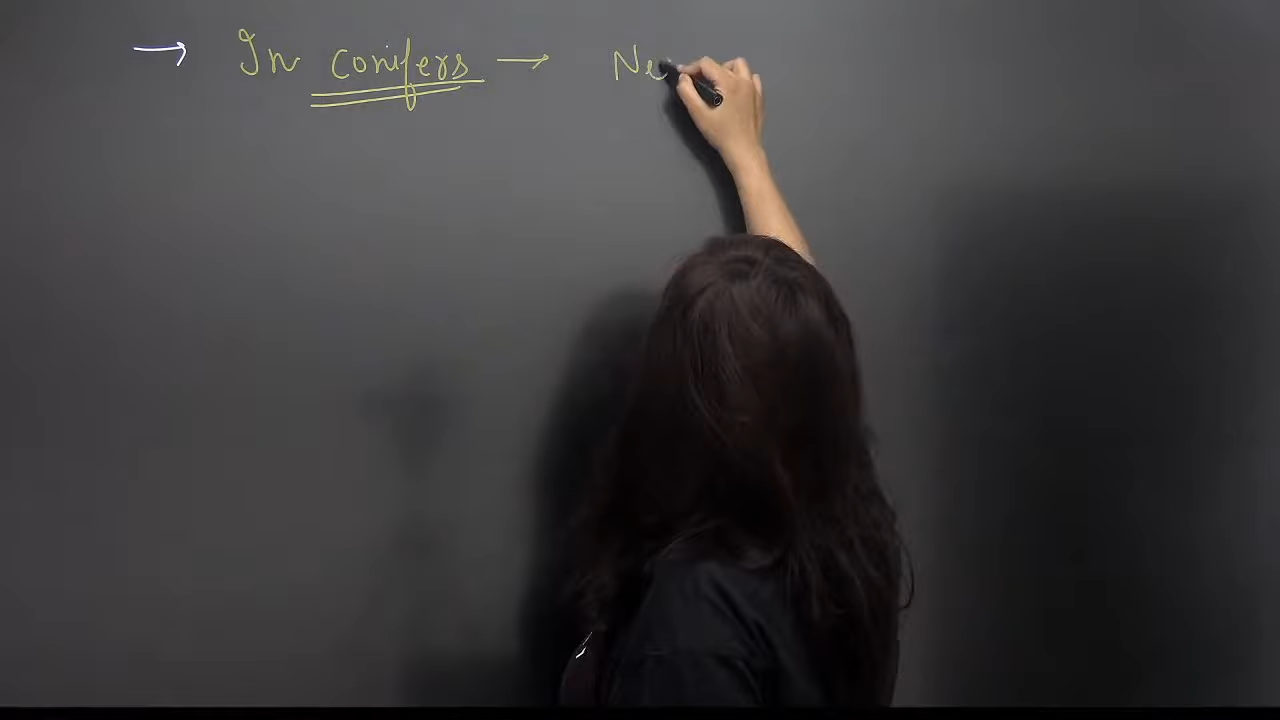 → In conifers → Ne